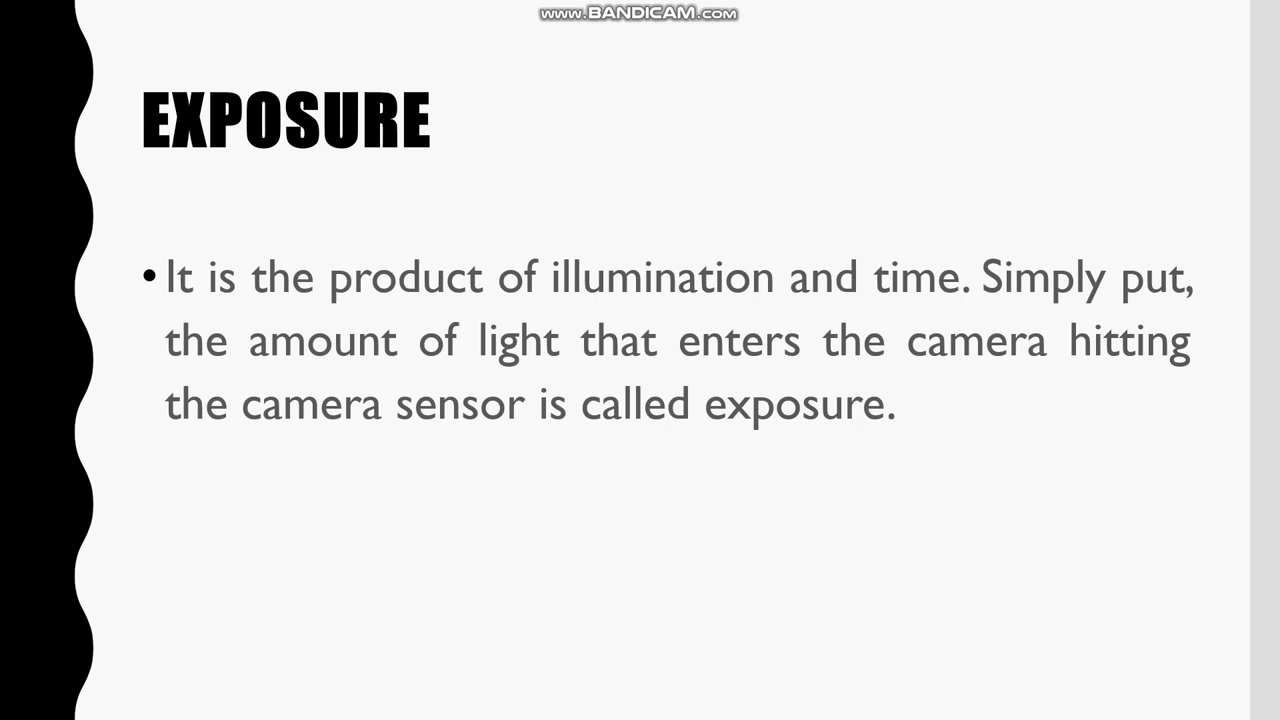 www.BANDICAM.com
EXPOSURE
•It is the product of illumination and time. Simply put,
the amount of light that enters the camera hitting
the camera sensor is called exposure.